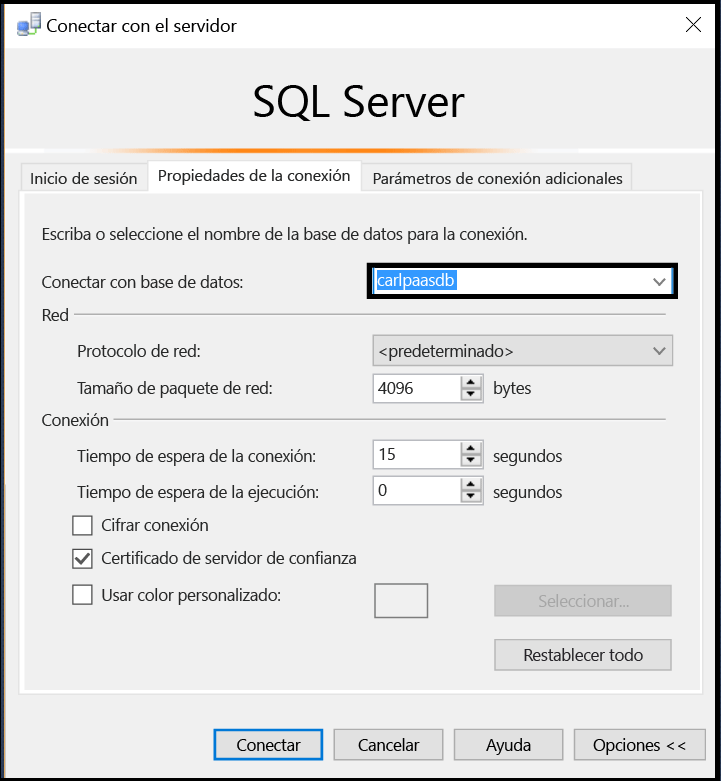 Conectar con el servidor
SQL Server
Inicio de sesión Propiedades de la conexión Parámetros de conexión adicionales
Escriba o seleccione el nombre de la base de datos para la conexión.
Conectar con base de datos: carlpaasdb
Red
Protocolo de red: <predeterminado>
Tamaño de paquete de red: 4096 bytes
Conexión
Tiempo de espera de la conexión: 15 segundos
Tiempo de espera de la ejecución: 0 segundos
Cifrar conexión
Certificado de servidor de confianza
Usar color personalizado: Seleccionar...
Restablecer todo
Conectar Cancelar Ayuda Opciones <<